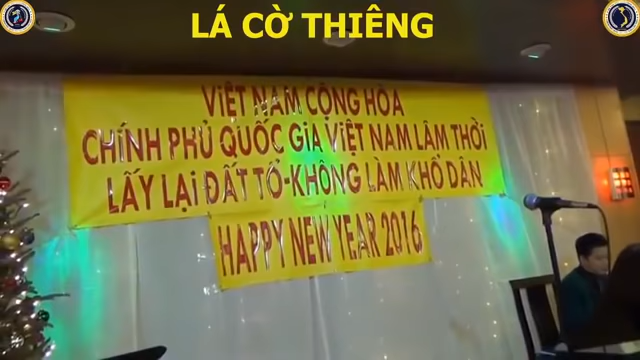 LÁ CỜ THIÊNG
VIỆT NAM CỘNG HÒA
CHÍNH PHỦ QUỐC GIA VIỆT NAM LÂM THỜI
LẤY LẠI ĐẤT TỔ-KHÔNG LÀM KHỔ DÂN
HAPPY NEW YEAR 2016